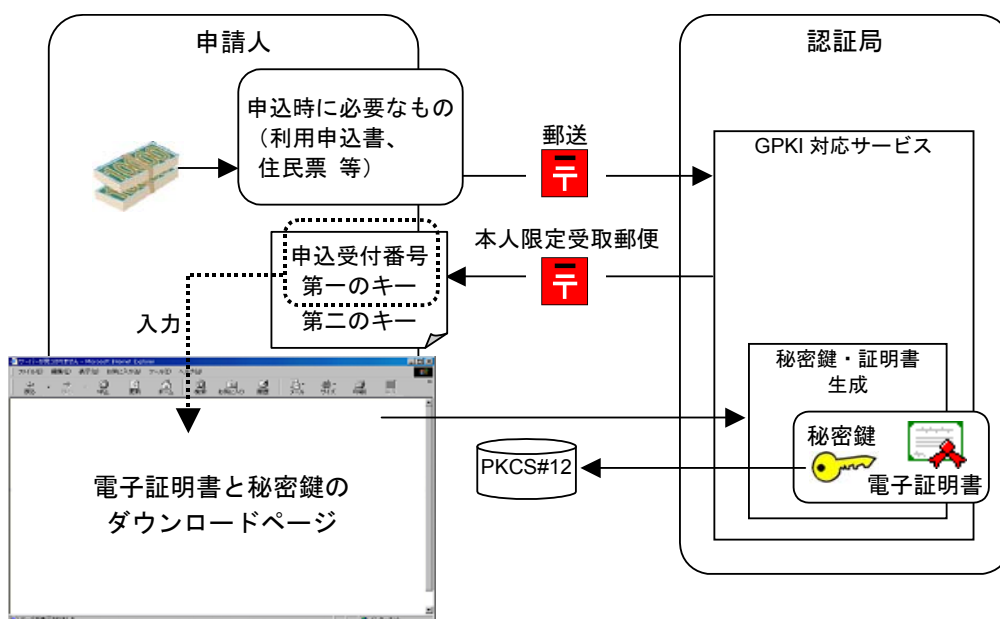 申請人
認証局
申込時に必要なもの
（利用申込書、
住民票 等）
郵送
GPKI 対応サービス
本人限定受取郵便
申込受付番号
第一のキー
第二のキー
入力
秘密鍵・証明書
生成
秘密鍵
電子証明書
PKCS#12
電子証明書と秘密鍵の
ダウンロードページ